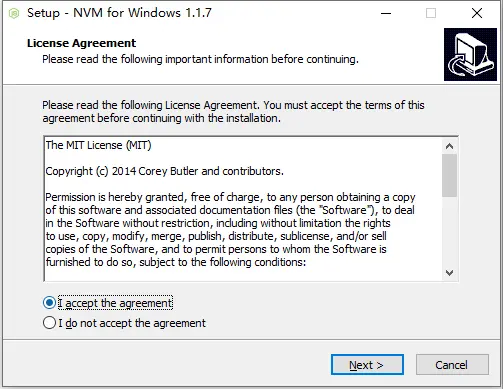 Setup - NVM for Windows 1.1.7
License Agreement
Please read the following important information before continuing.
Please read the following License Agreement. You must accept the terms of this
agreement before continuing with the installation.
The MIT License (MIT)
Copyright (c) 2014 Corey Butler and contributors.
Permission is hereby granted, free of charge, to any person obtaining a copy
of this software and associated documentation files (the "Software"), to deal
in the Software without restriction, including without limitation the rights
to use, copy, modify, merge, publish, distribute, sublicense, and/or sell
copies of the Software, and to permit persons to whom the Software is
furnished to do so, subject to the following conditions:
I accept the agreement
I do not accept the agreement
Next >
Cancel